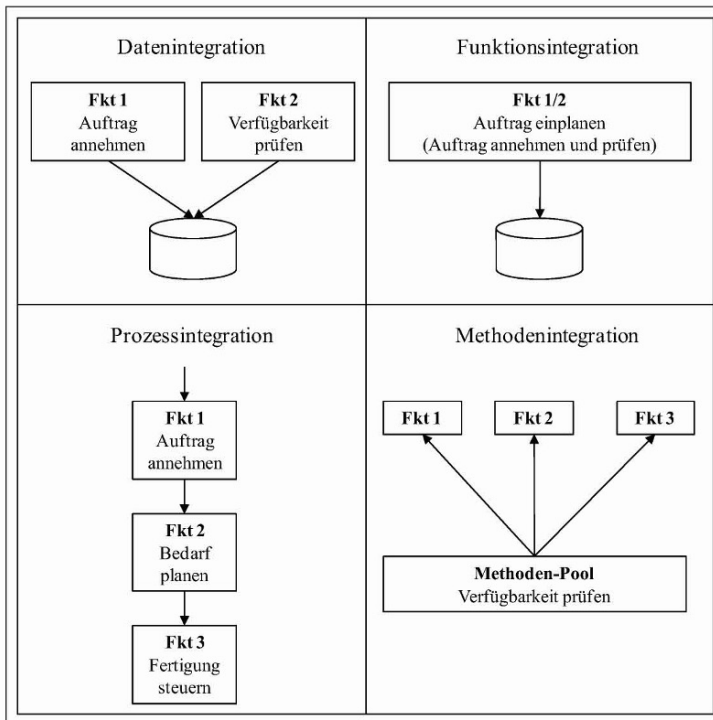 Datenintegration
Fkt 1
Auftrag
annehmen
Fkt 2
Verfügbarkeit
prüfen
Funktionsintegration
Fkt 1/2
Auftrag einplanen
(Auftrag annehmen und prüfen)
Prozessintegration
Fkt 1
Auftrag
annehmen
Fkt 2
Bedarf
planen
Fkt 3
Fertigung
steuern
Methodenintegration
Fkt 1
Fkt 2
Fkt 3
Methoden-Pool
Verfügbarkeit prüfen